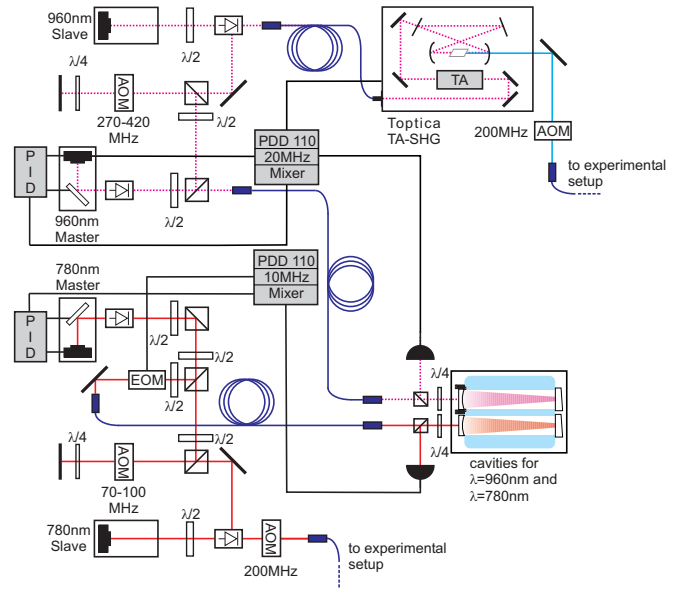 960nm
Slave
λ/2
λ/4
AOM
270-420
MHz
λ/2
TA
Toptica
TA-SHG
200MHz
AOM
to experimental
setup
PDD 110
20MHz
Mixer
P
I
D
λ/2
960nm
Master
780nm
Master
PDD 110
10MHz
Mixer
P
I
D
λ/2
λ/2
EOM
λ/2
λ/4
λ/4
cavities for
λ=960nm and
λ=780nm
λ/4
AOM
70-100
MHz
λ/2
780nm
Slave
λ/2
AOM
200MHz
to experimental
setup